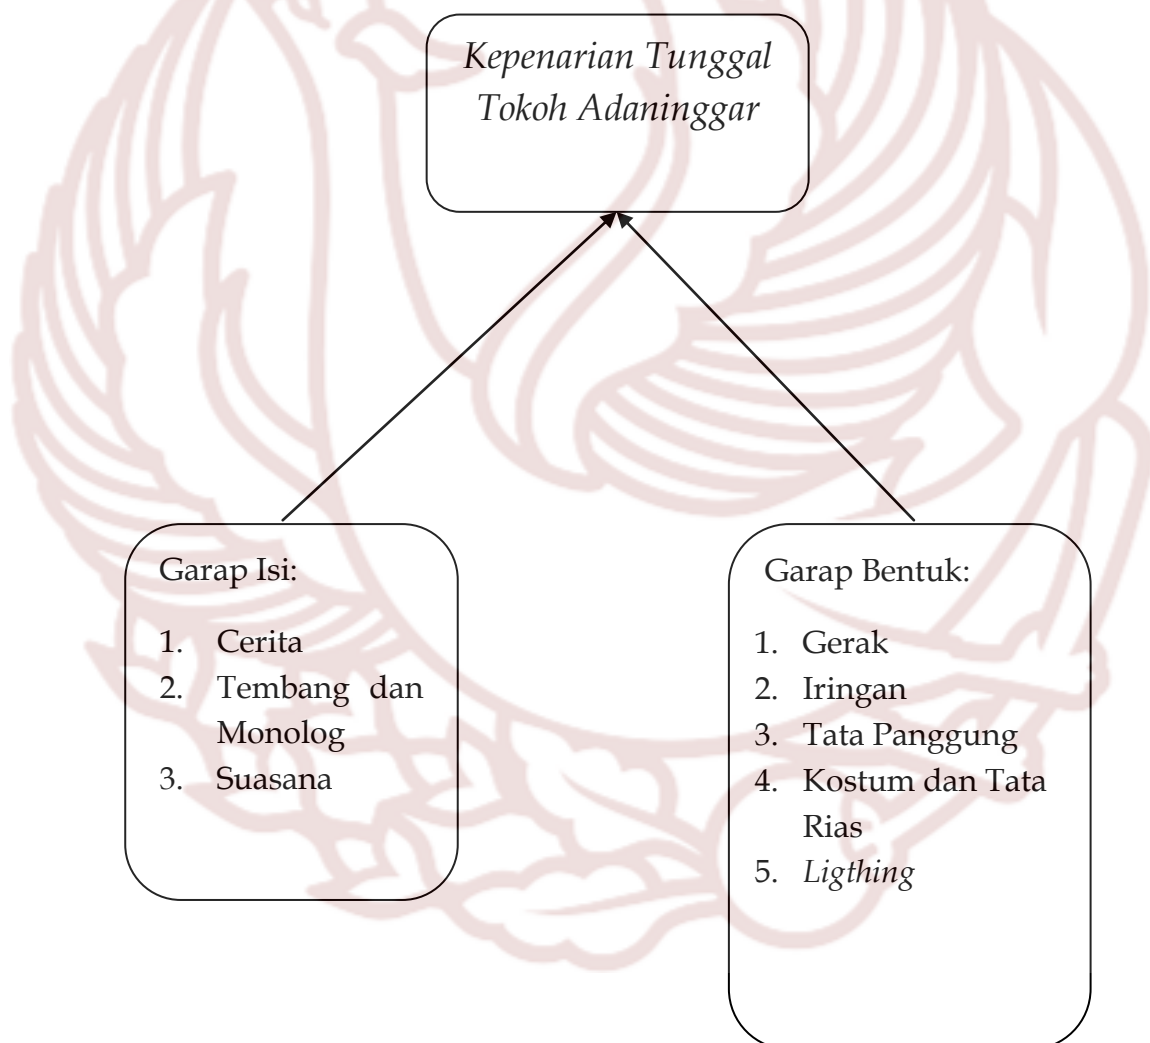 Kepenarian Tunggal
Tokoh Adaninggar
Garap Isi:
1. Cerita
2. Tembang dan
Monolog
3. Suasana
Garap Bentuk:
1. Gerak
2. Iringan
3. Tata Panggung
4. Kostum dan Tata
Rias
5. Ligthing